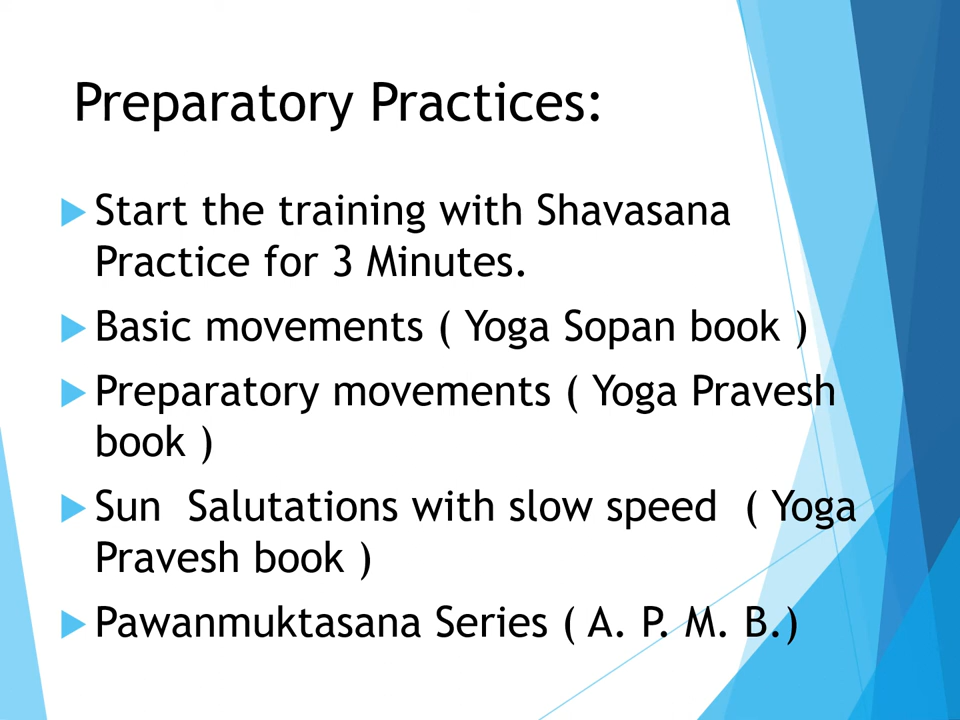 Preparatory Practices:
Start the training with Shavasana
Practice for 3 Minutes.
Basic movements ( Yoga Sopan book )
Preparatory movements ( Yoga Pravesh
book )
Sun  Salutations with slow speed  ( Yoga
Pravesh book )
Pawanmuktasana Series ( A. P. M. B.)